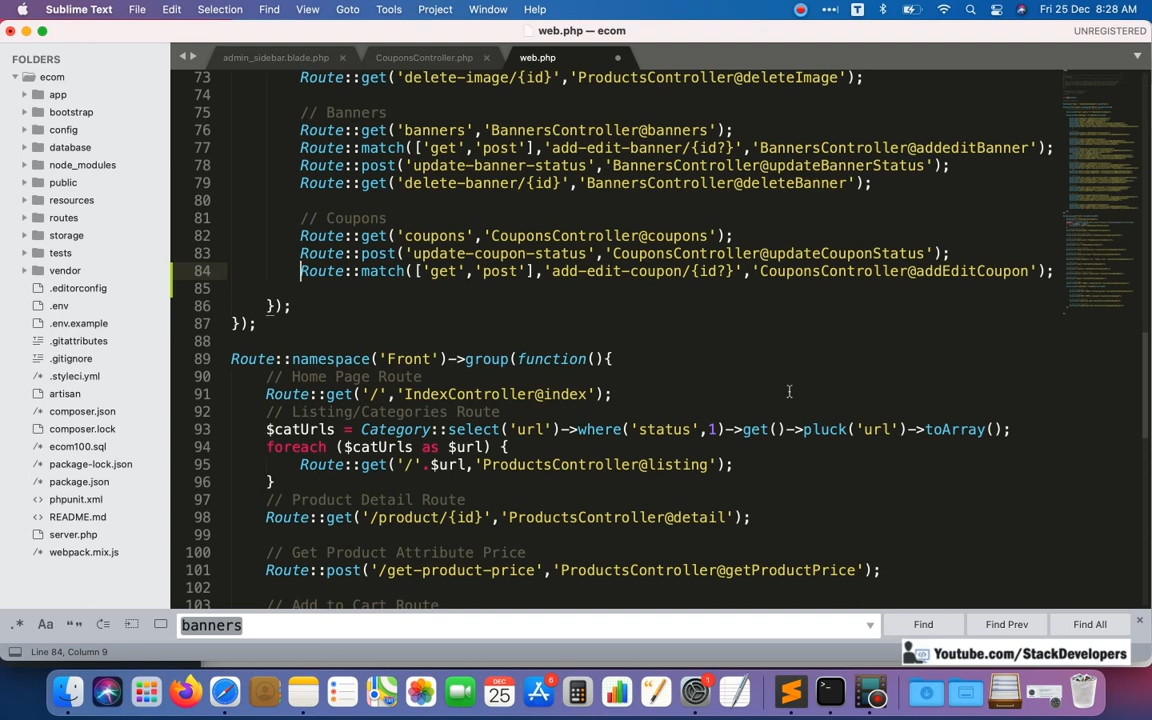 Sublime Text File Edit Selection Find View Goto Tools Project Window Help Fri 25 Dec 8:28 AM
web.php — ecom UNREGISTERED
FOLDERS
ecom
app
bootstrap
config
database
node_modules
public
resources
routes
storage
tests
vendor
.editorconfig
.env
.env.example
.gitattributes
.gitignore
.styleci.yml
artisan
composer.json
composer.lock
ecom100.sql
package-lock.json
package.json
phpunit.xml
README.md
server.php
webpack.mix.js
admin_sidebar.blade.php CouponsController.php web.php
73 Route::get('delete-image/{id}','ProductsController@deleteImage');
74
75 // Banners
76 Route::get('banners','BannersController@banners');
77 Route::match(['get','post'],'add-edit-banner/{id?}','BannersController@addeditBanner');
78 Route::post('update-banner-status','BannersController@updateBannerStatus');
79 Route::get('delete-banner/{id}','BannersController@deleteBanner');
80
81 // Coupons
82 Route::get('coupons','CouponsController@coupons');
83 Route::post('update-coupon-status','CouponsController@updateCouponStatus');
84 Route::match(['get','post'],'add-edit-coupon/{id?}','CouponsController@addEditCoupon');
85
86 });
87 });
88
89 Route::namespace('Front')->group(function(){
90 // Home Page Route
91 Route::get('/','IndexController@index');
92 // Listing/Categories Route
93 $catUrls = Category::select('url')->where('status',1)->get()->pluck('url')->toArray();
94 foreach ($catUrls as $url) {
95 Route::get('/'.$url,'ProductsController@listing');
96 }
97 // Product Detail Route
98 Route::get('/product/{id}','ProductsController@detail');
99
100 // Get Product Attribute Price
101 Route::post('/get-product-price','ProductsController@getProductPrice');
102
103 // Add to Cart Route
.* Aa banners Find Find Prev Find All
Line 84, Column 9
Youtube.com/StackDevelopers
DEC 25 6 1